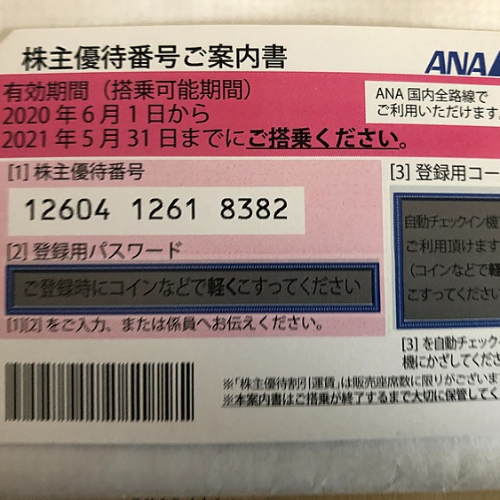 株主優待番号ご案内書
ANA
有効期間（搭乗可能期間）
2020年6月1日から
2021年5月31日までにご搭乗ください。
ANA 国内全路線で
ご利用いただけます
[1] 株主優待番号
12604 1261 8382
[2] 登録用パスワード
ご登録時にコインなどで軽くこすってください
[1][2]をご入力、または係員へお伝えください。
[3] 登録用コー
自動チェックイン機
ご利用頂けます
（コインなどで軽
こすってください
[3] を自動チェック
機にかざしてくださ
※「株主優待割引運賃」は販売座席数に限りがござい
※本案内書はご搭乗が終了するまで大切に保管してく